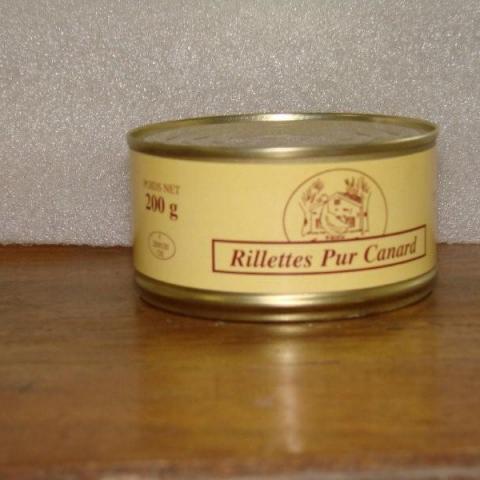 POIDS NET
200 g
Rillettes Pur Canard